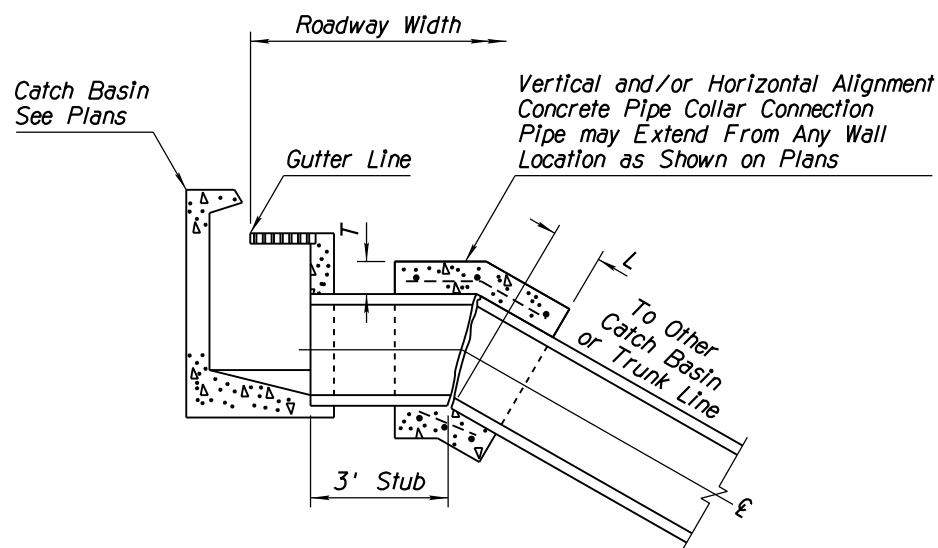 Roadway Width
Catch Basin
See Plans
Vertical and/or Horizontal Alignment
Concrete Pipe Collar Connection
Pipe may Extend From Any Wall
Location as Shown on Plans
Gutter Line
T
L
To Other
Catch Basin
or Trunk Line
3' Stub
℄